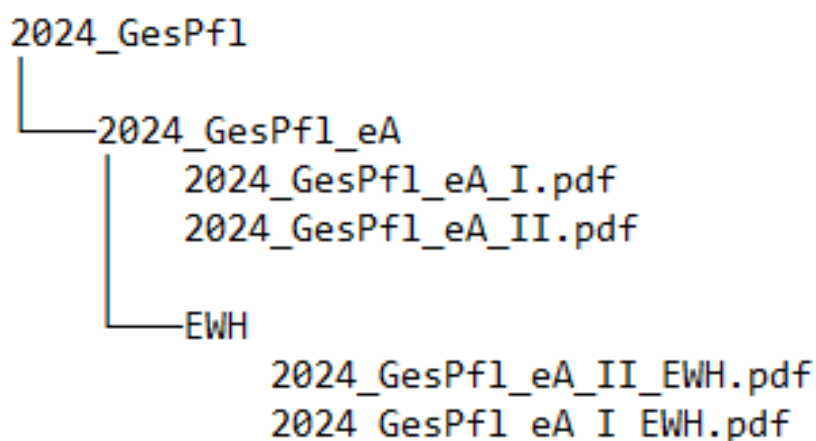 2024_GesPfl
2024_GesPfl_eA
2024_GesPfl_eA_I.pdf
2024_GesPfl_eA_II.pdf
EWH
2024_GesPfl_eA_II_EWH.pdf
2024_GesPfl_eA_I_EWH.pdf